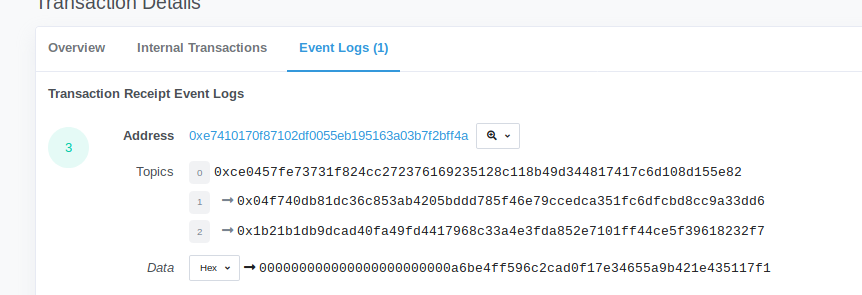 Transaction Details
Overview Internal Transactions Event Logs (1)
Transaction Receipt Event Logs
3 Address 0xe7410170f87102df0055eb195163a03b7f2bff4a
Topics 0 0xce0457fe73731f824cc272376169235128c118b49d344817417c6d108d155e82
1 0x04f740db81dc36c853ab4205bddd785f46e79ccedca351fc6dfcbd8cc9a33dd6
2 0x1b21b1db9dcad40fa49fd4417968c33a4e3fda852e7101ff44ce5f39618232f7
Data Hex 000000000000000000000000a6be4ff596c2cad0f17e34655a9b421e435117f1